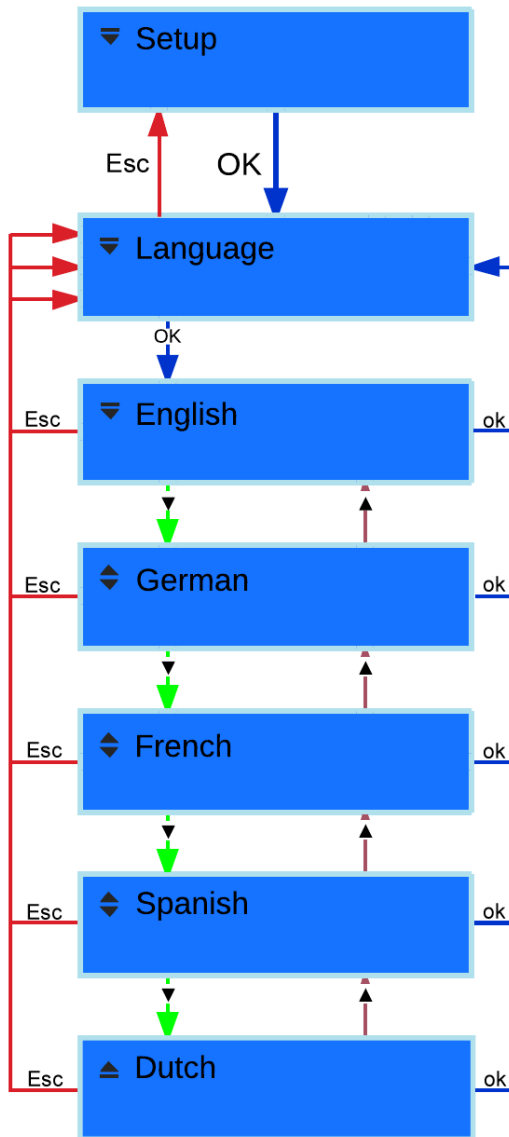 Setup
Esc OK
Language
OK
Esc English ok
▼ ▲
Esc German ok
▼ ▲
Esc French ok
▼ ▲
Esc Spanish ok
▼ ▲
Esc Dutch ok